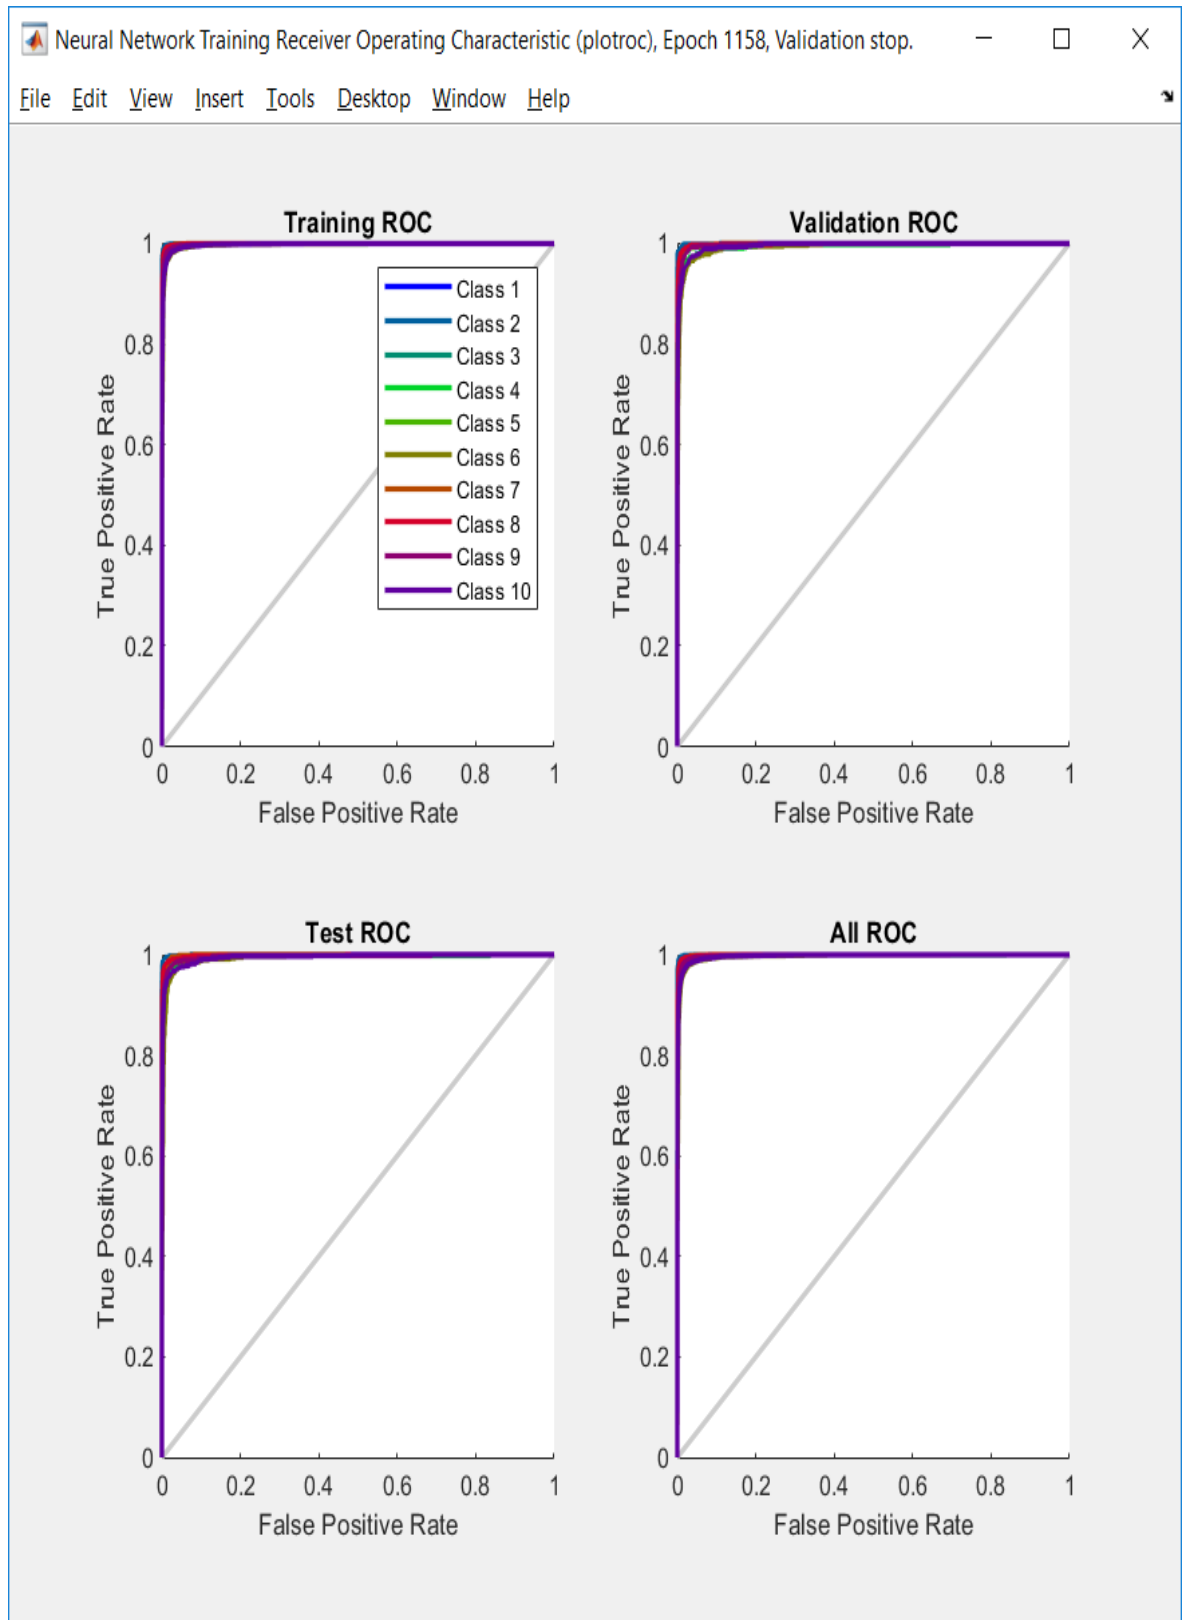 Neural Network Training Receiver Operating Characteristic (plotroc), Epoch 1158, Validation stop.
File Edit View Insert Tools Desktop Window Help
Training ROC
1
0.8
0.6
0.4
0.2
0
True Positive Rate
Class 1
Class 2
Class 3
Class 4
Class 5
Class 6
Class 7
Class 8
Class 9
Class 10
0 0.2 0.4 0.6 0.8 1
False Positive Rate
Validation ROC
1
0.8
0.6
0.4
0.2
0
True Positive Rate
0 0.2 0.4 0.6 0.8 1
False Positive Rate
Test ROC
1
0.8
0.6
0.4
0.2
0
True Positive Rate
0 0.2 0.4 0.6 0.8 1
False Positive Rate
All ROC
1
0.8
0.6
0.4
0.2
0
True Positive Rate
0 0.2 0.4 0.6 0.8 1
False Positive Rate